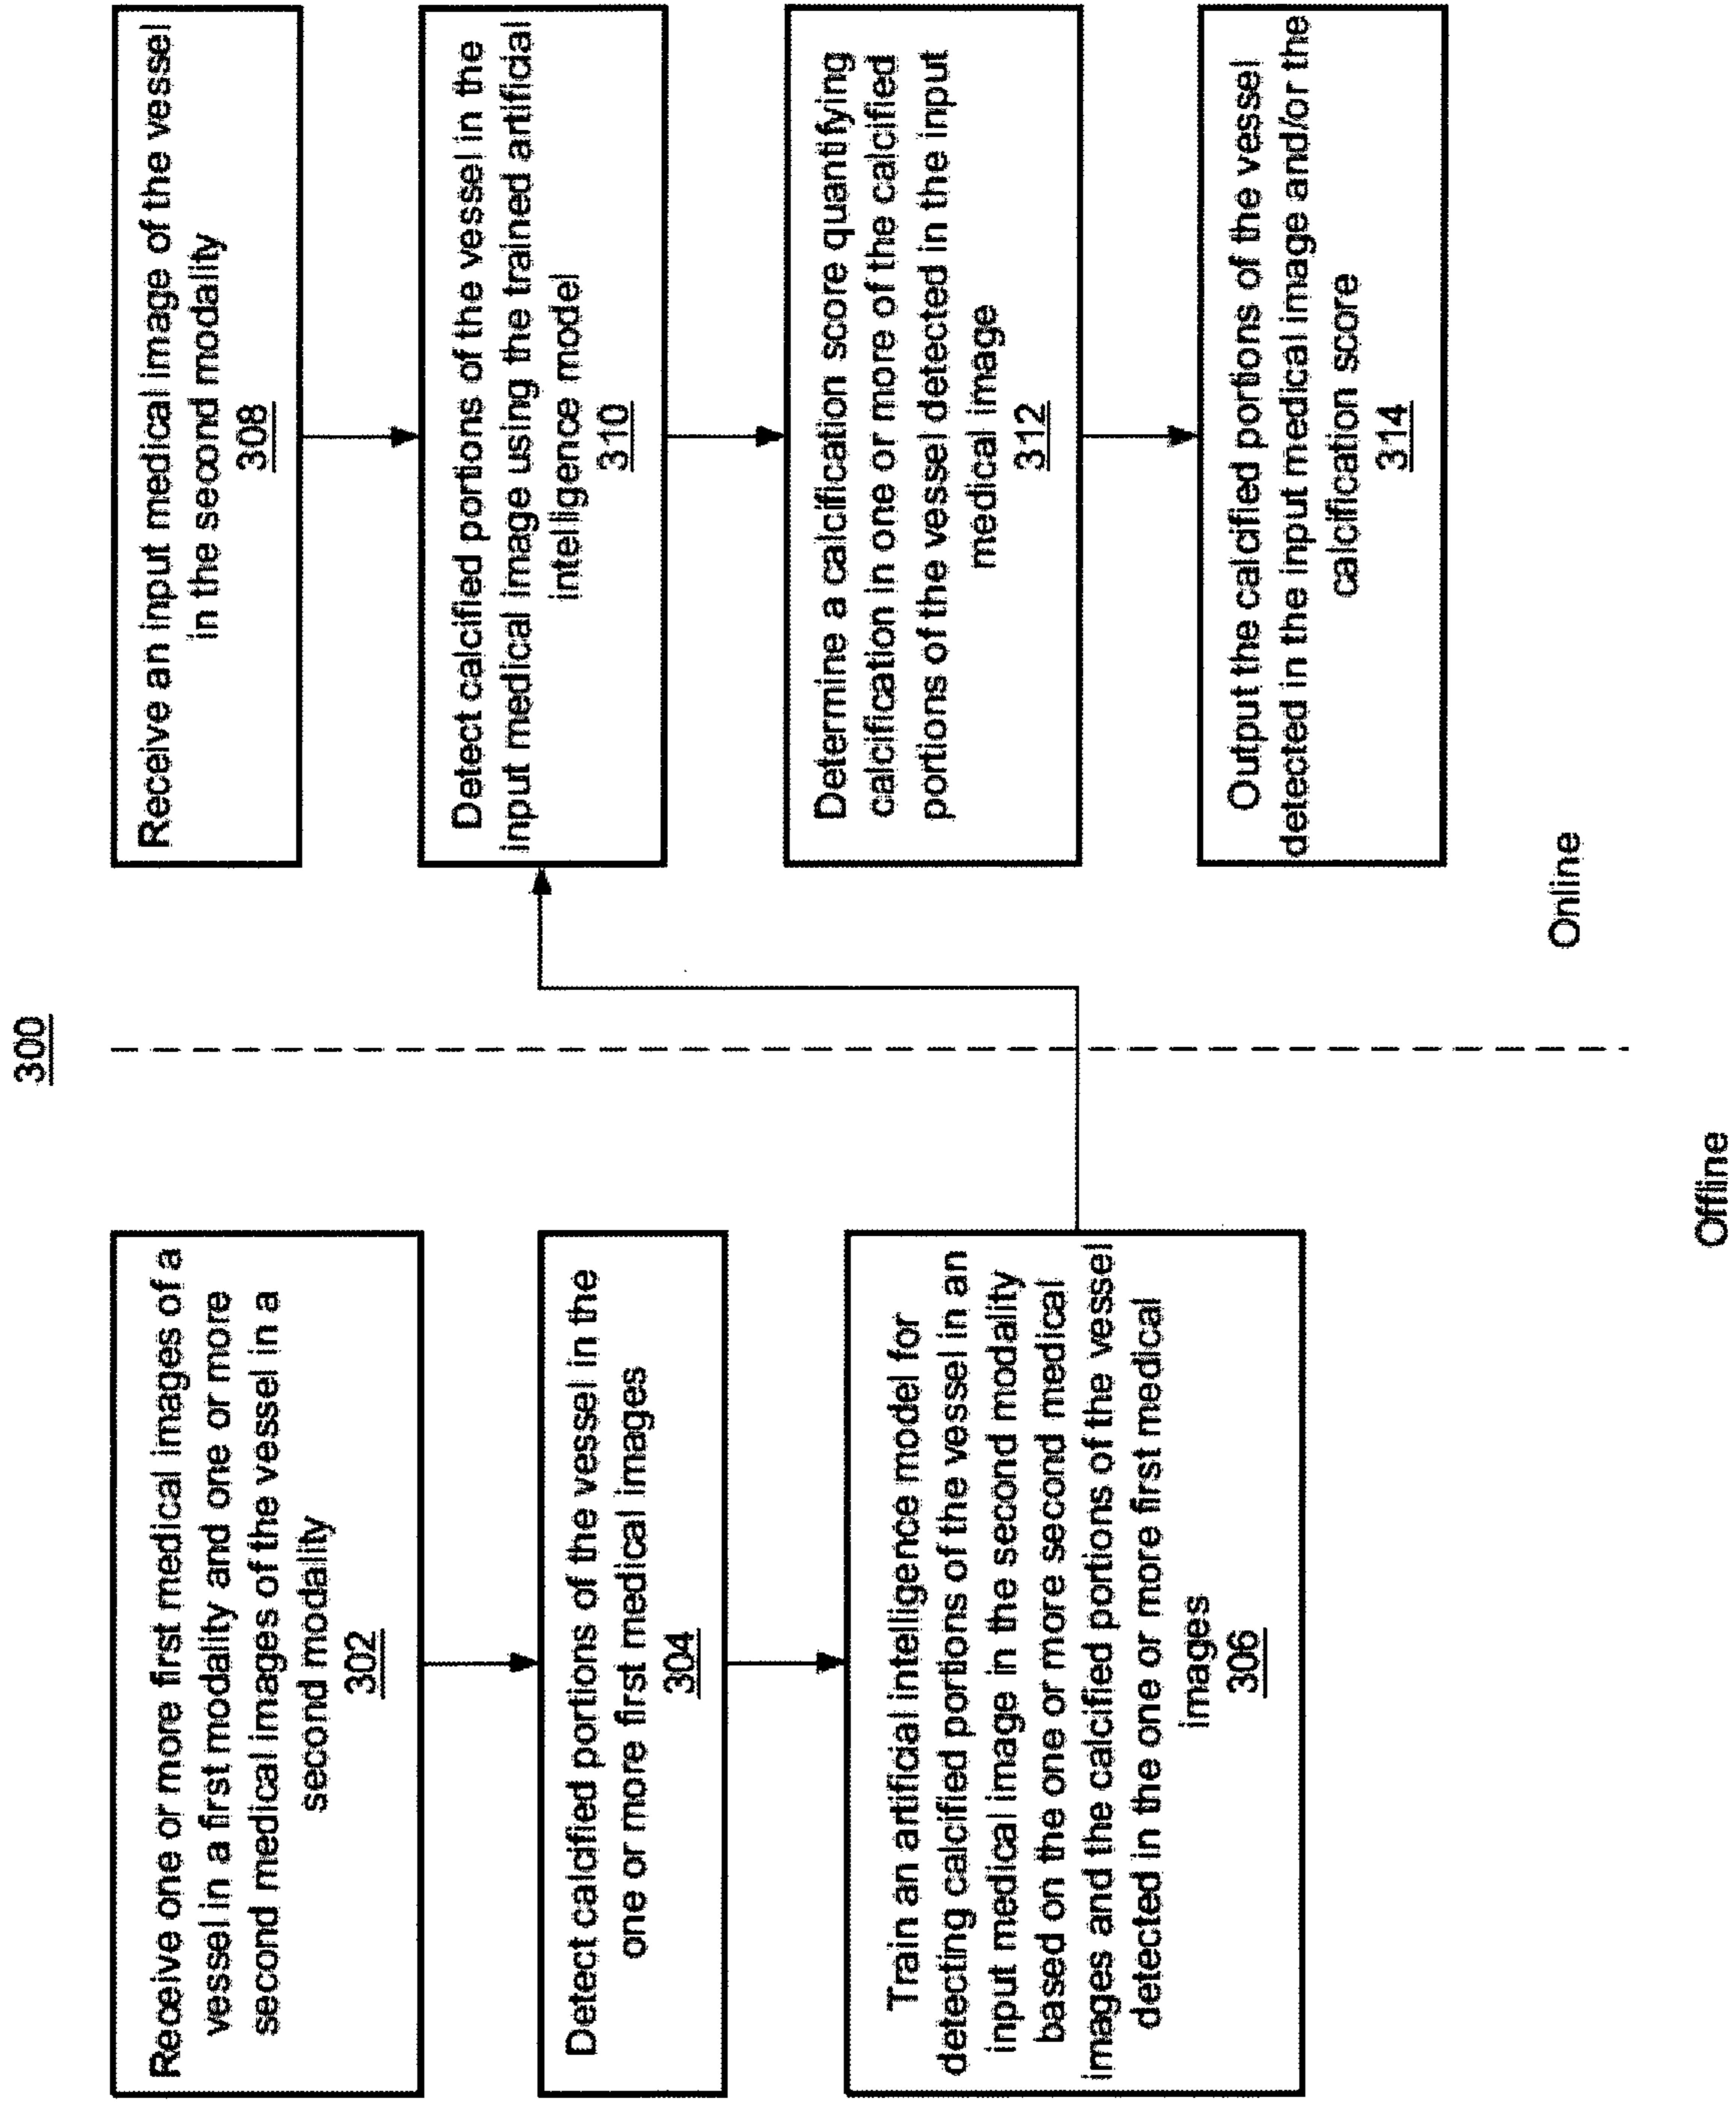 300
Receive one or more first medical images of a
vessel in a first modality and one or more
second medical images of the vessel in a
second modality
302
Detect calcified portions of the vessel in the
one or more first medical images
304
Train an artificial intelligence model for
detecting calcified portions of the vessel in an
input medical image in the second modality
based on the one or more second medical
images and the calcified portions of the vessel
detected in the one or more first medical
images
306
Offline
Receive an input medical image of the vessel
in the second modality
308
Detect calcified portions of the vessel in the
input medical image using the trained artificial
intelligence model
310
Determine a calcification score quantifying
calcification in one or more of the calcified
portions of the vessel detected in the input
medical image
312
Output the calcified portions of the vessel
detected in the input medical image and/or the
calcification score
314
Online